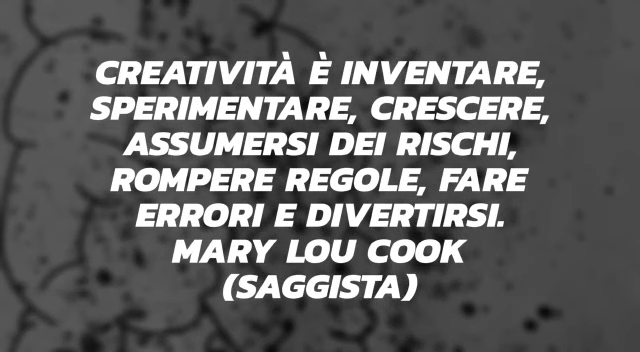 CREATIVITÀ È INVENTARE,
SPERIMENTARE, CRESCERE,
ASSUMERSI DEI RISCHI,
ROMPERE REGOLE, FARE
ERRORI E DIVERTIRSI.
MARY LOU COOK
(SAGGISTA)